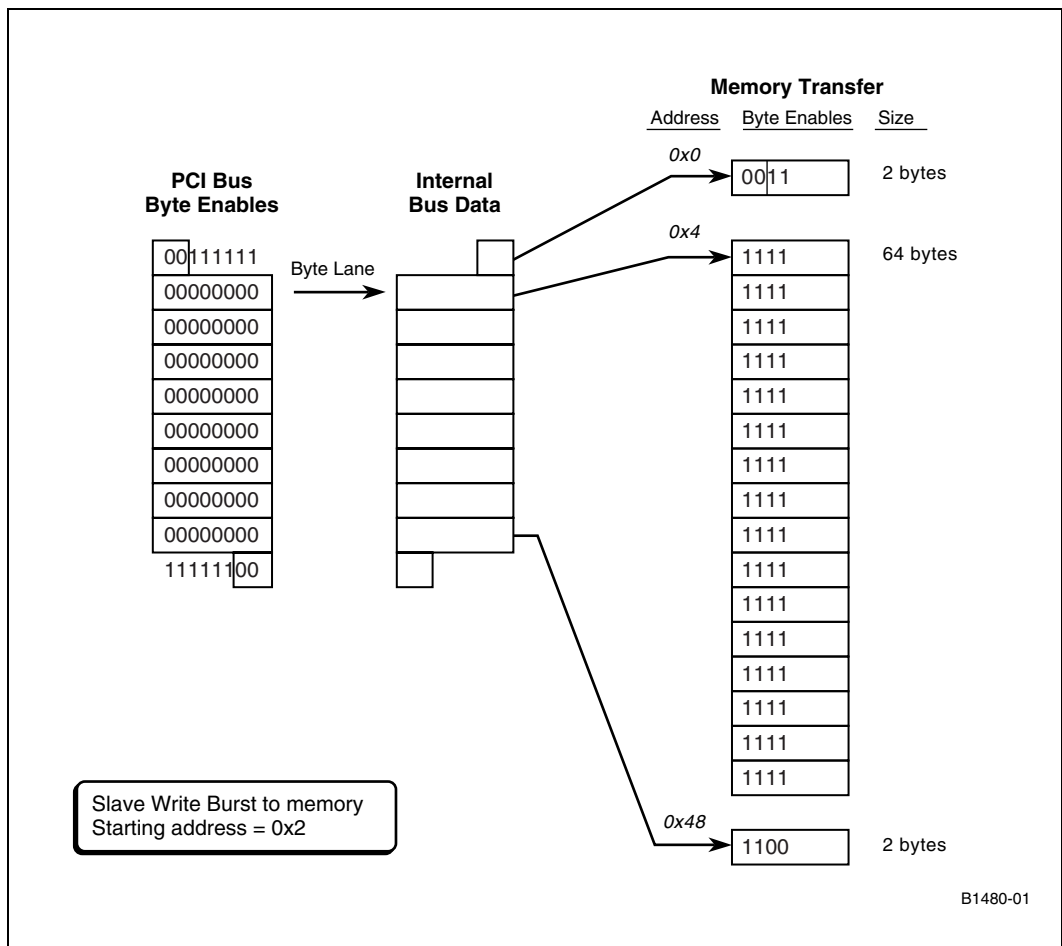 Memory Transfer
Address Byte Enables Size
0x0
0011
2 bytes
PCI Bus
Byte Enables
Internal
Bus Data
0x4
00111111
Byte Lane
1111
64 bytes
00000000
1111
00000000
1111
00000000
1111
00000000
1111
00000000
1111
00000000
1111
00000000
1111
00000000
1111
11111100
1111
1111
1111
1111
1111
1111
1111
Slave Write Burst to memory
Starting address = 0x2
0x48
1100
2 bytes
B1480-01